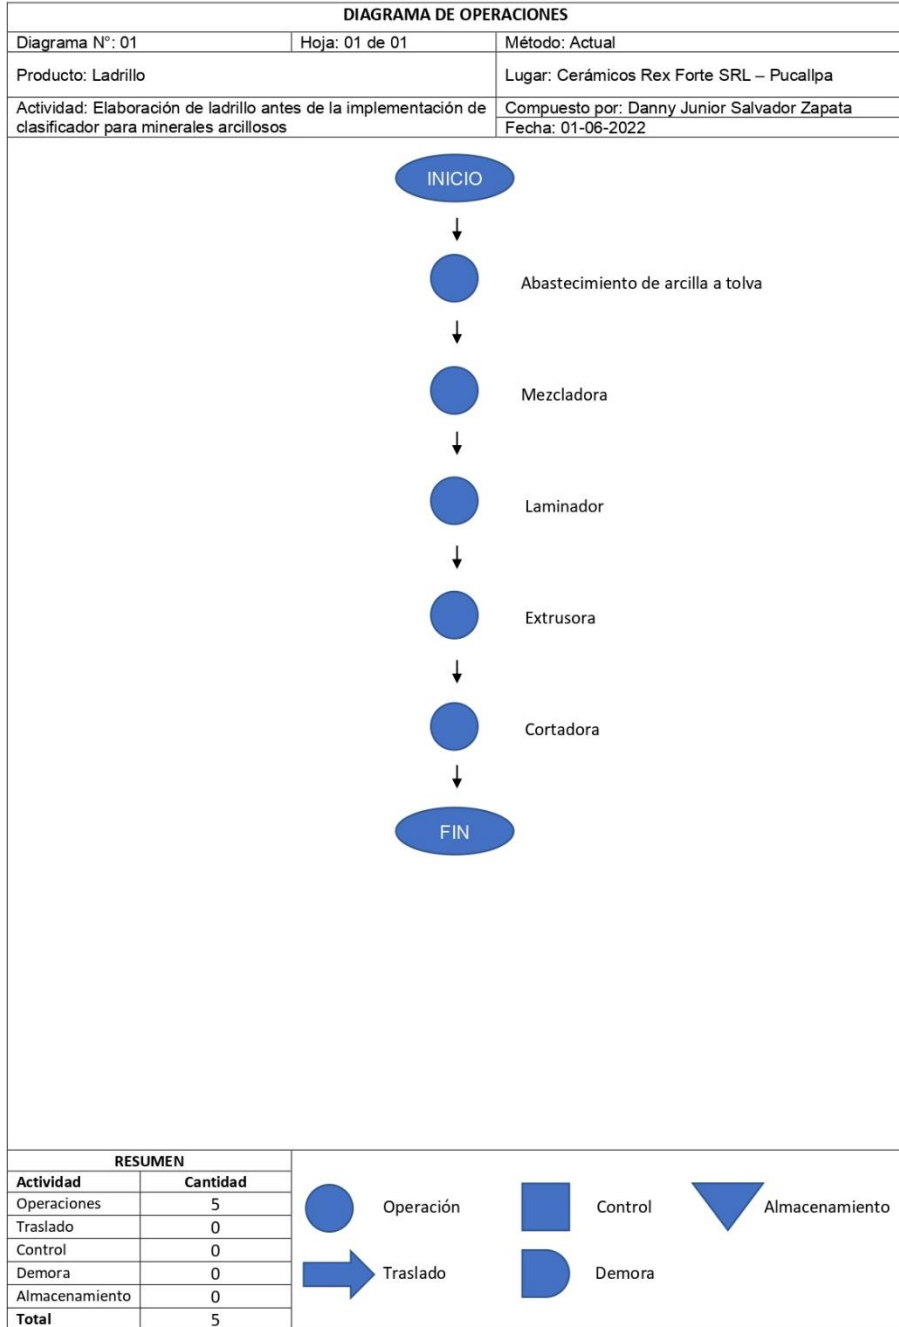 DIAGRAMA DE OPERACIONES
Diagrama N°: 01
Hoja: 01 de 01
Método: Actual
Producto: Ladrillo
Lugar: Cerámicos Rex Forte SRL – Pucallpa
Actividad: Elaboración de ladrillo antes de la implementación de
clasificador para minerales arcillosos
Compuesto por: Danny Junior Salvador Zapata
Fecha: 01-06-2022
INICIO
Abastecimiento de arcilla a tolva
Mezcladora
Laminador
Extrusora
Cortadora
FIN
RESUMEN
Actividad Cantidad
Operaciones 5
Traslado 0
Control 0
Demora 0
Almacenamiento 0
Total 5
Operación
Control
Almacenamiento
Traslado
Demora